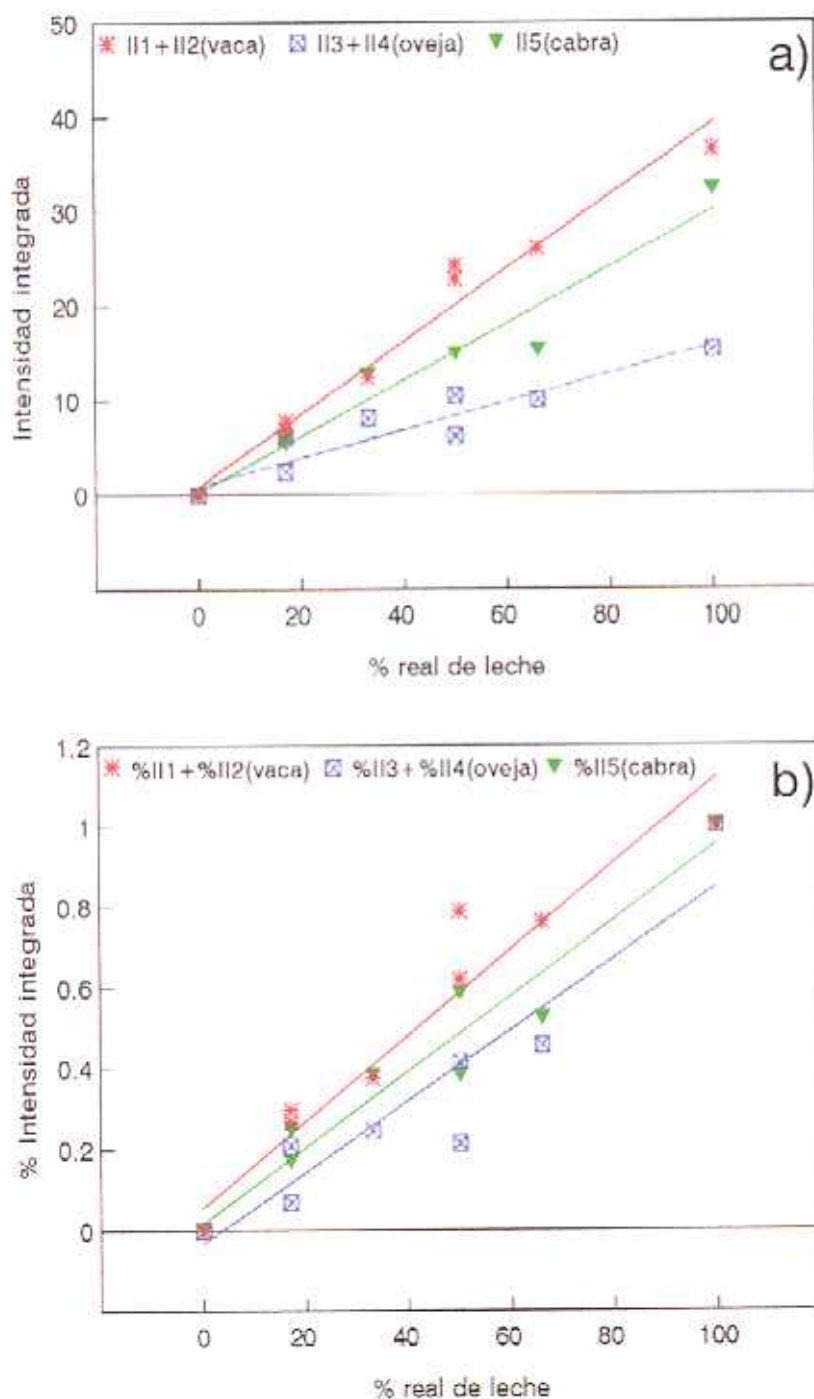 II1+II2(vaca) II3+II4(oveja) II5(cabra)
a)
50
40
30
20
10
0
Intensidad integrada
0 20 40 60 80 100
% real de leche
1.2
%II1+%II2(vaca) %II3+%II4(oveja) %II5(cabra)
b)
1
0.8
0.6
0.4
0.2
0
% Intensidad integrada
0 20 40 60 80 100
% real de leche